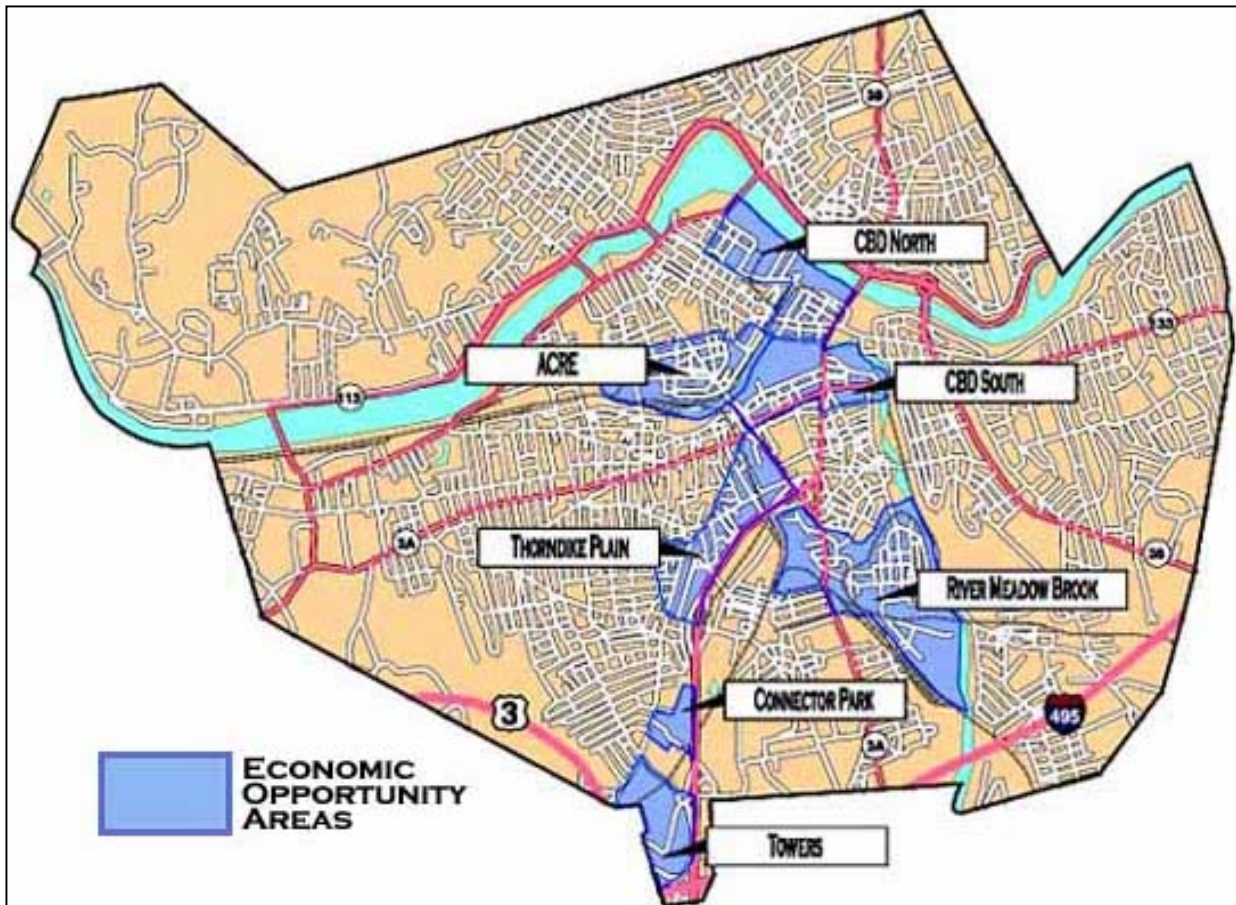 38
CBD NORTH
133
ACRE
CBD SOUTH
113
3A
THORNDIKE PLAIN
38
RIVER MEADOW BROOK
CONNECTOR PARK
3
495
3A
ECONOMIC
OPPORTUNITY
AREAS
TOWERS